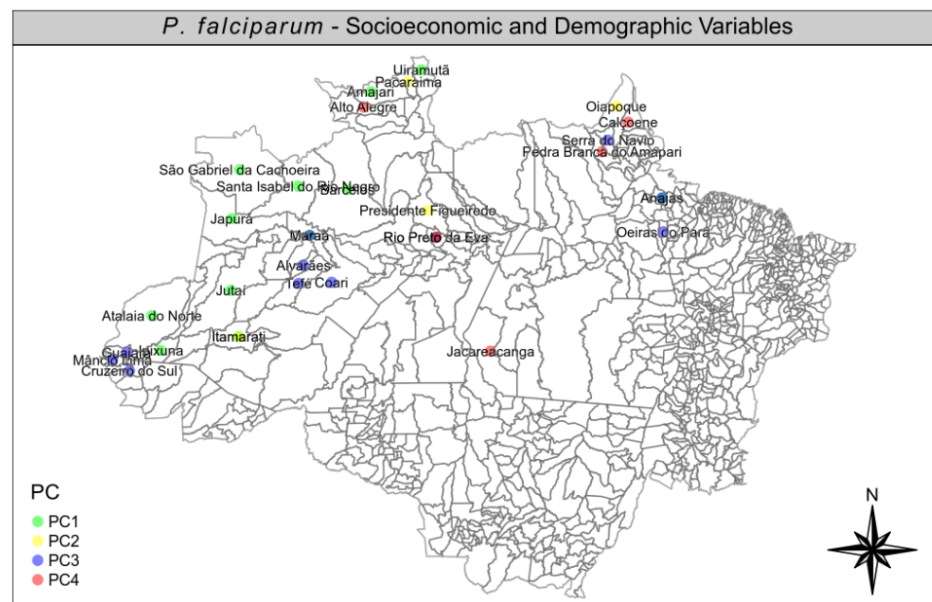 P. falciparum - Socioeconomic and Demographic Variables
Uiramutã
Pacaraima
Amajari
Alto Alegre
Oiapoque
Calcoene
Serra do Navio
Pedra Branca do Amapari
São Gabriel da Cachoeira
Santa Isabel do Rio Negro
Barcelos
Anajás
Presidente Figueiredo
Japurá
Oeiras do Pará
Maraã
Rio Preto da Eva
Alvarães
Tefé
Coari
Jutaí
Atalaia do Norte
Itamarati
Guajará
Ipixuna
Jacareacanga
Mâncio Lima
Cruzeiro do Sul
PC
PC1
PC2
PC3
PC4
N